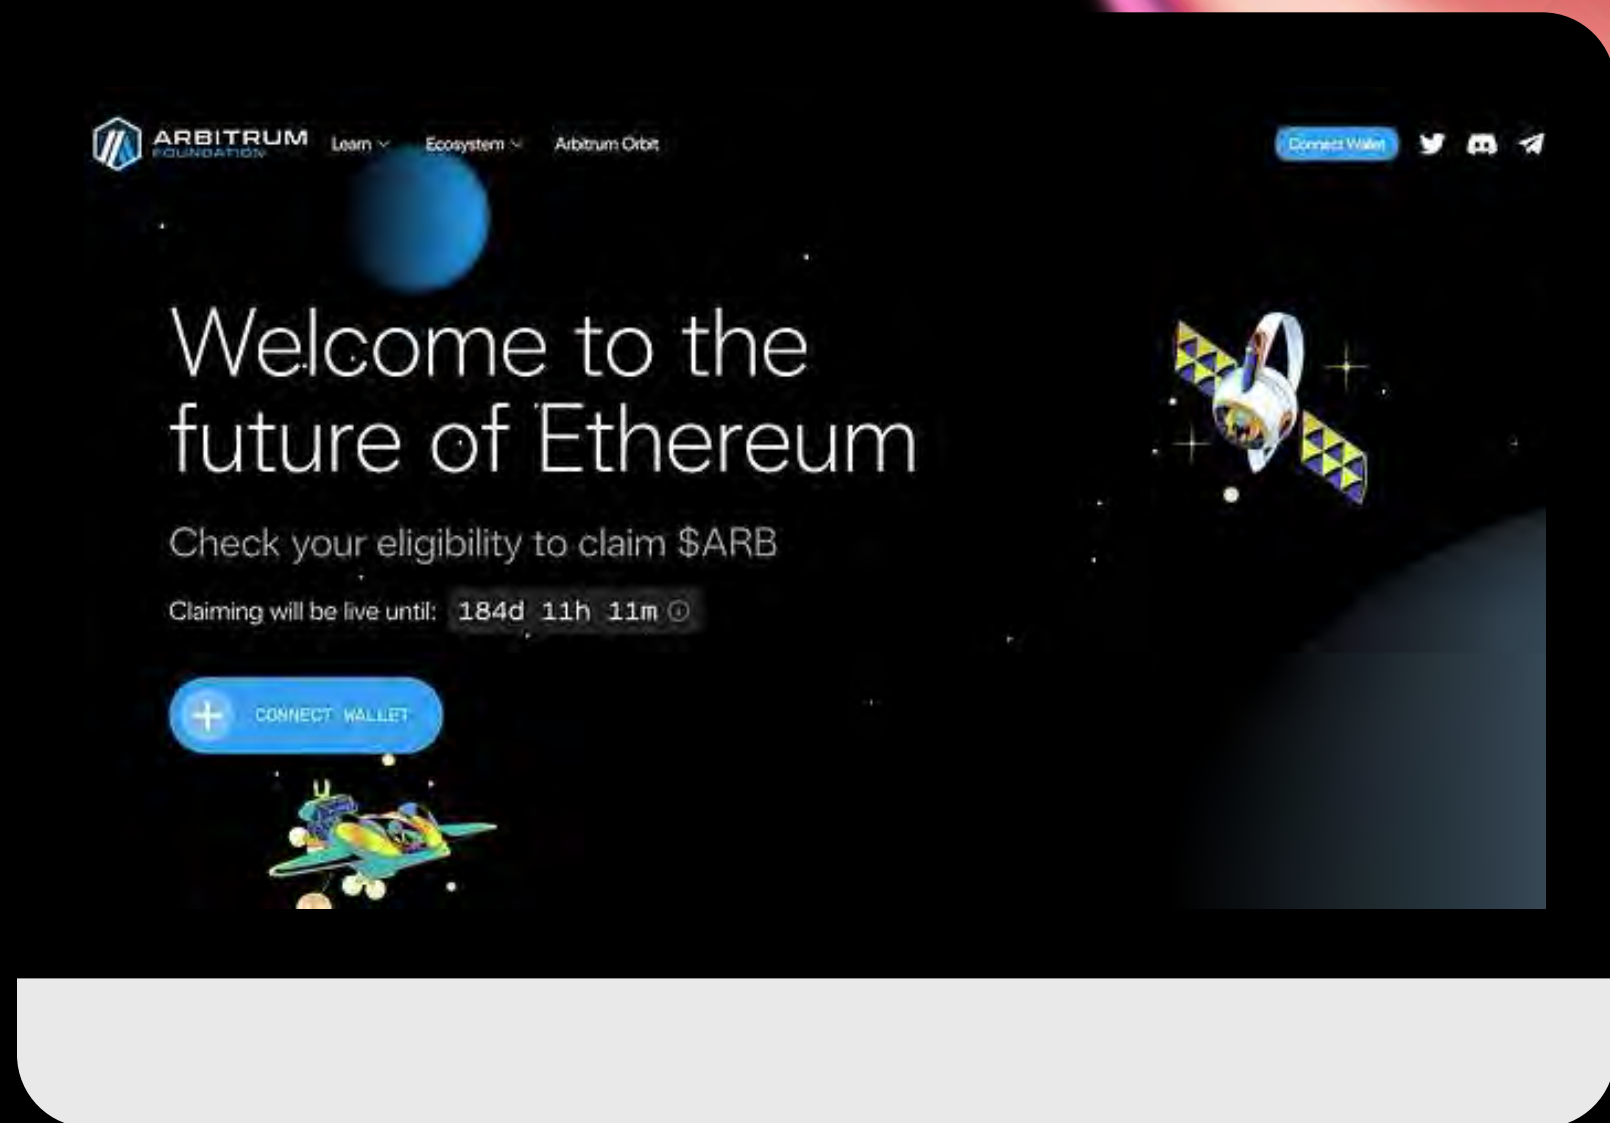 ARBITRUM
FOUNDATION
Learn
Ecosystem
Arbitrum Orbit
Connect Wallet
Welcome to the
future of Ethereum
Check your eligibility to claim $ARB
Claiming will be live until: 184d 11h 11m
CONNECT WALLET